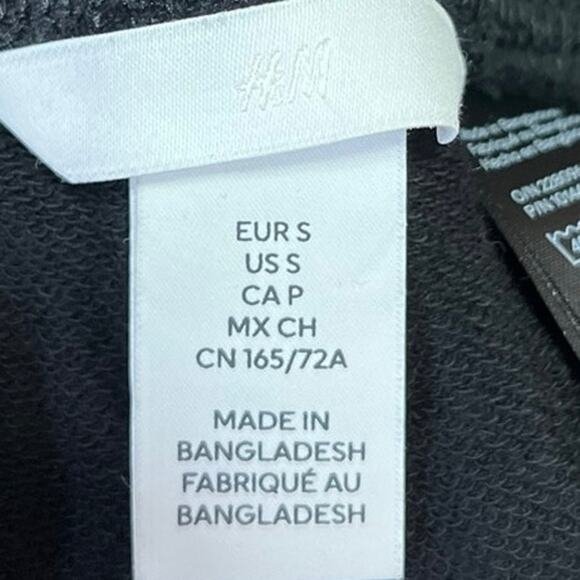 H&M
EUR S
US S
CA P
MX CH
CN 165/72A
MADE IN
BANGLADESH
FABRIQUÉ AU
BANGLADESH